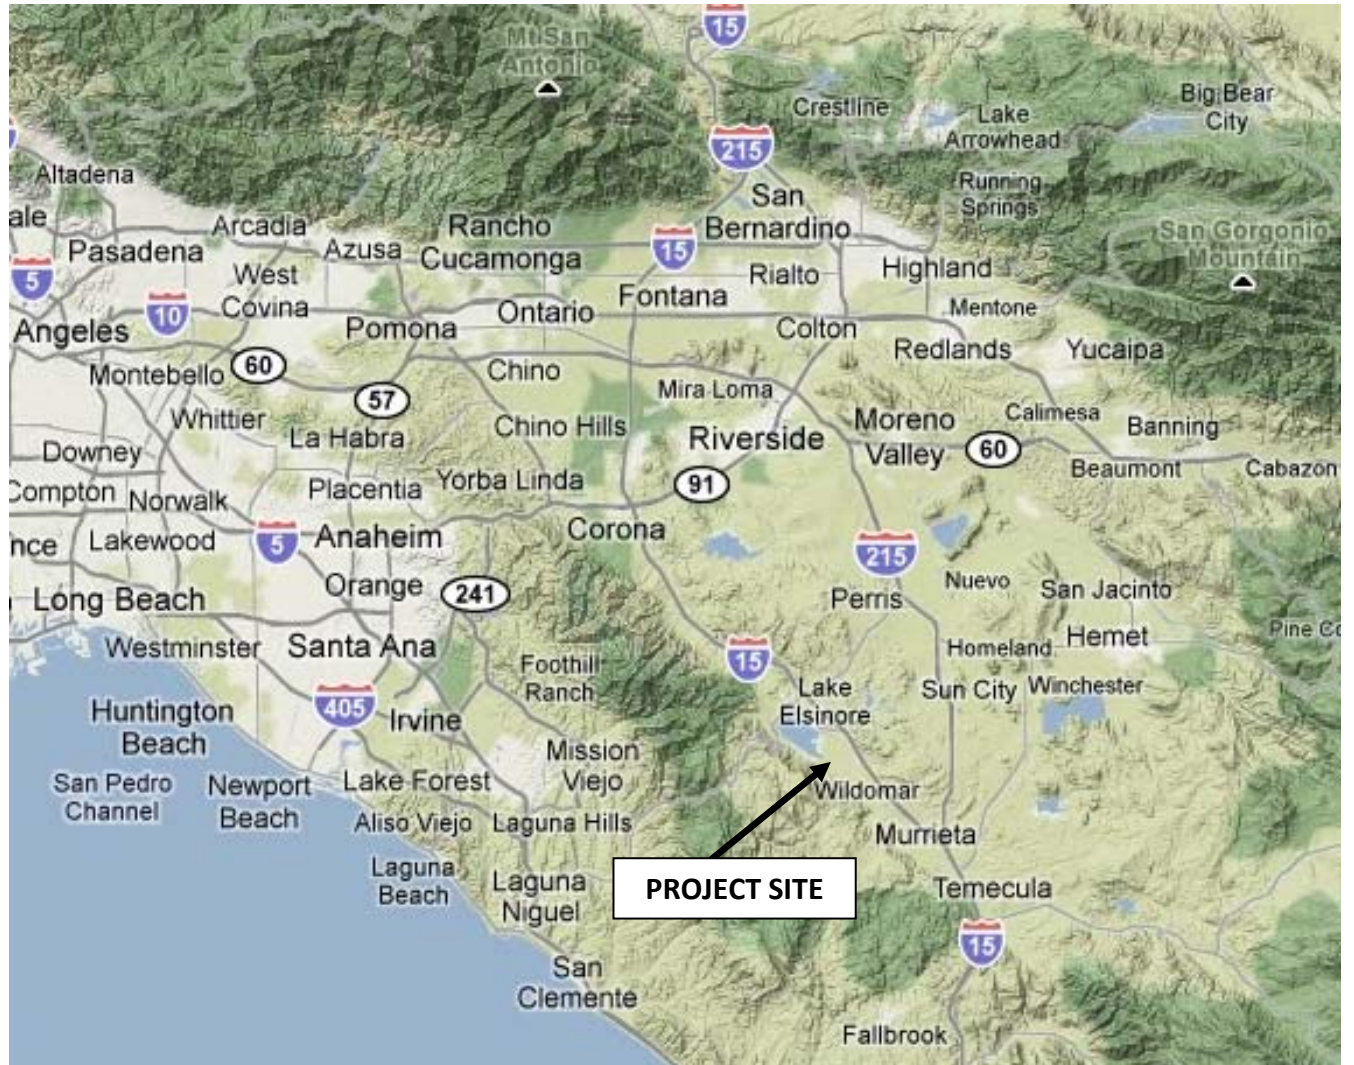 15
Mt San
Antonio
Crestline
Lake
Arrowhead
Big Bear
City
215
Altadena
San
Bernardino
Running
Springs
ale
Arcadia
Rancho
Cucamonga
Pasadena
Azusa
15
San Gorgonio
Mountain
5
West
Covina
Rialto
Highland
10
Fontana
Ontario
Mentone
Angeles
Pomona
Colton
Redlands
Yucaipa
Montebello
60
Chino
Mira Loma
57
Whittier
La Habra
Chino Hills
Riverside
Moreno
Valley
Calimesa
60
Banning
Downey
Beaumont
Cabazon
Compton
Norwalk
Placentia
Yorba Linda
91
nce
Lakewood
5
Anaheim
Corona
215
Orange
241
Nuevo
San Jacinto
Long Beach
Perris
Westminster
Santa Ana
Foothill
Ranch
15
Homeland
Hemet
Pine Co
405
Irvine
Lake
Elsinore
Sun City
Winchester
Huntington
Beach
Mission
Viejo
San Pedro
Channel
Newport
Beach
Lake Forest
Wildomar
Aliso Viejo
Laguna Hills
Murrieta
Laguna
Beach
Laguna
Niguel
PROJECT SITE
Temecula
15
San
Clemente
Fallbrook